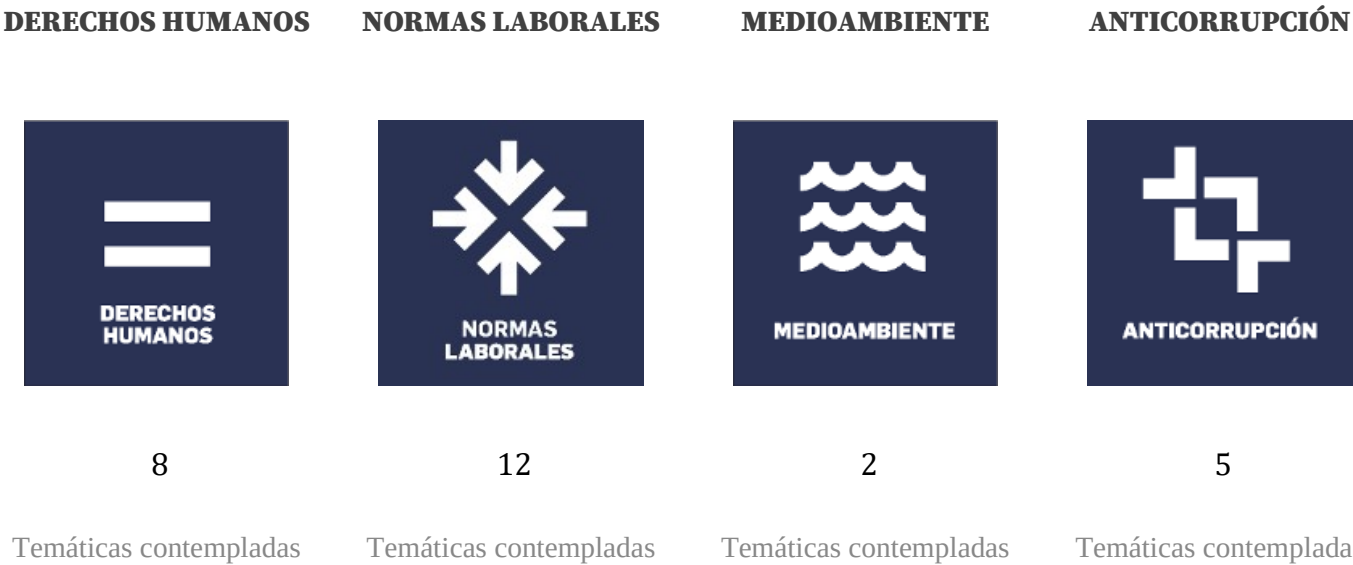 DERECHOS HUMANOS NORMAS LABORALES MEDIOAMBIENTE ANTICORRUPCIÓN
DERECHOS
HUMANOS
NORMAS
LABORALES
MEDIOAMBIENTE
ANTICORRUPCIÓN
8 12 2 5
Temáticas contempladas Temáticas contempladas Temáticas contempladas Temáticas contemplada